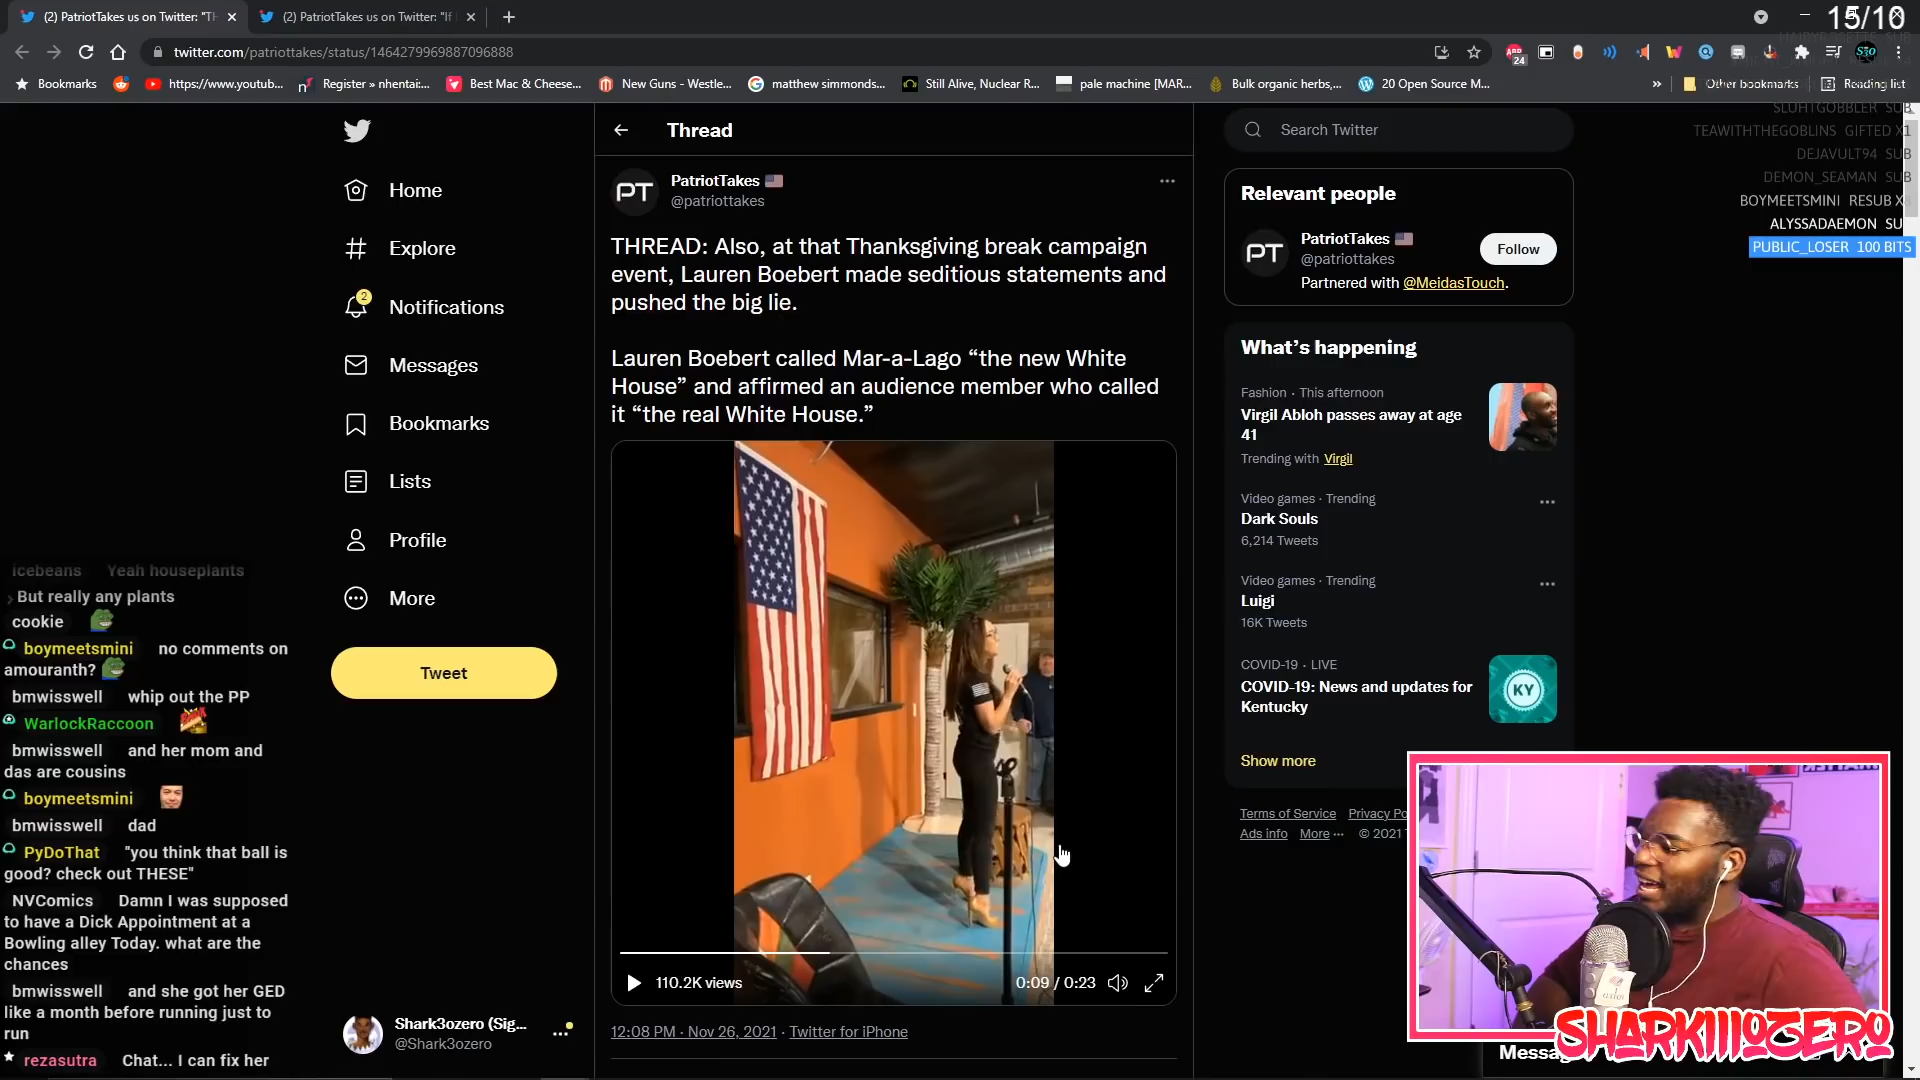 (2) PatriotTakes us on Twitter: "TH
(2) PatriotTakes us on Twitter: "If
15/10
twitter.com/patriottakes/status/1464279969887096888
24
Bookmarks
https://www.youtub...
Register » nhentai:...
Best Mac & Cheese...
New Guns - Westle...
matthew simmonds...
Still Alive, Nuclear R...
pale machine [MAR...
Bulk organic herbs,...
20 Open Source M...
Other bookmarks
Reading list
SLOHTGOBBLER SUB
TEAWITHTHEGOBLINS GIFTED X1
DEJAVULT94 SUB
DEMON_SEAMAN SUB
BOYMEETSMINI RESUB X8
ALYSSADAEMON SU
PUBLIC_LOSER 100 BITS
Home
Explore
2
Notifications
Messages
Bookmarks
Lists
Profile
More
Tweet
Shark3ozero (Sig...
@Shark3ozero
Thread
PT
PatriotTakes
@patriottakes
THREAD: Also, at that Thanksgiving break campaign
event, Lauren Boebert made seditious statements and
pushed the big lie.
Lauren Boebert called Mar-a-Lago “the new White
House” and affirmed an audience member who called
it “the real White House.”
110.2K views
0:09 / 0:23
12:08 PM · Nov 26, 2021 · Twitter for iPhone
Search Twitter
Relevant people
PT
PatriotTakes
@patriottakes
Follow
Partnered with @MeidasTouch.
What’s happening
Fashion · This afternoon
Virgil Abloh passes away at age
41
Trending with Virgil
Video games · Trending
Dark Souls
6,214 Tweets
Video games · Trending
Luigi
16K Tweets
COVID-19 · LIVE
COVID-19: News and updates for
Kentucky
KY
Show more
Terms of Service Privacy Po
Ads info More ··· © 2021 T
Messag
SHARKIIIOZERO
icebeans Yeah houseplants
But really any plants
cookie
boymeetsmini no comments on
amouranth?
bmwisswell whip out the PP
WarlockRaccoon
bmwisswell and her mom and
das are cousins
boymeetsmini
bmwisswell dad
PyDoThat "you think that ball is
good? check out THESE"
NVComics Damn I was supposed
to have a Dick Appointment at a
Bowling alley Today. what are the
chances
bmwisswell and she got her GED
like a month before running just to
run
rezasutra Chat... I can fix her